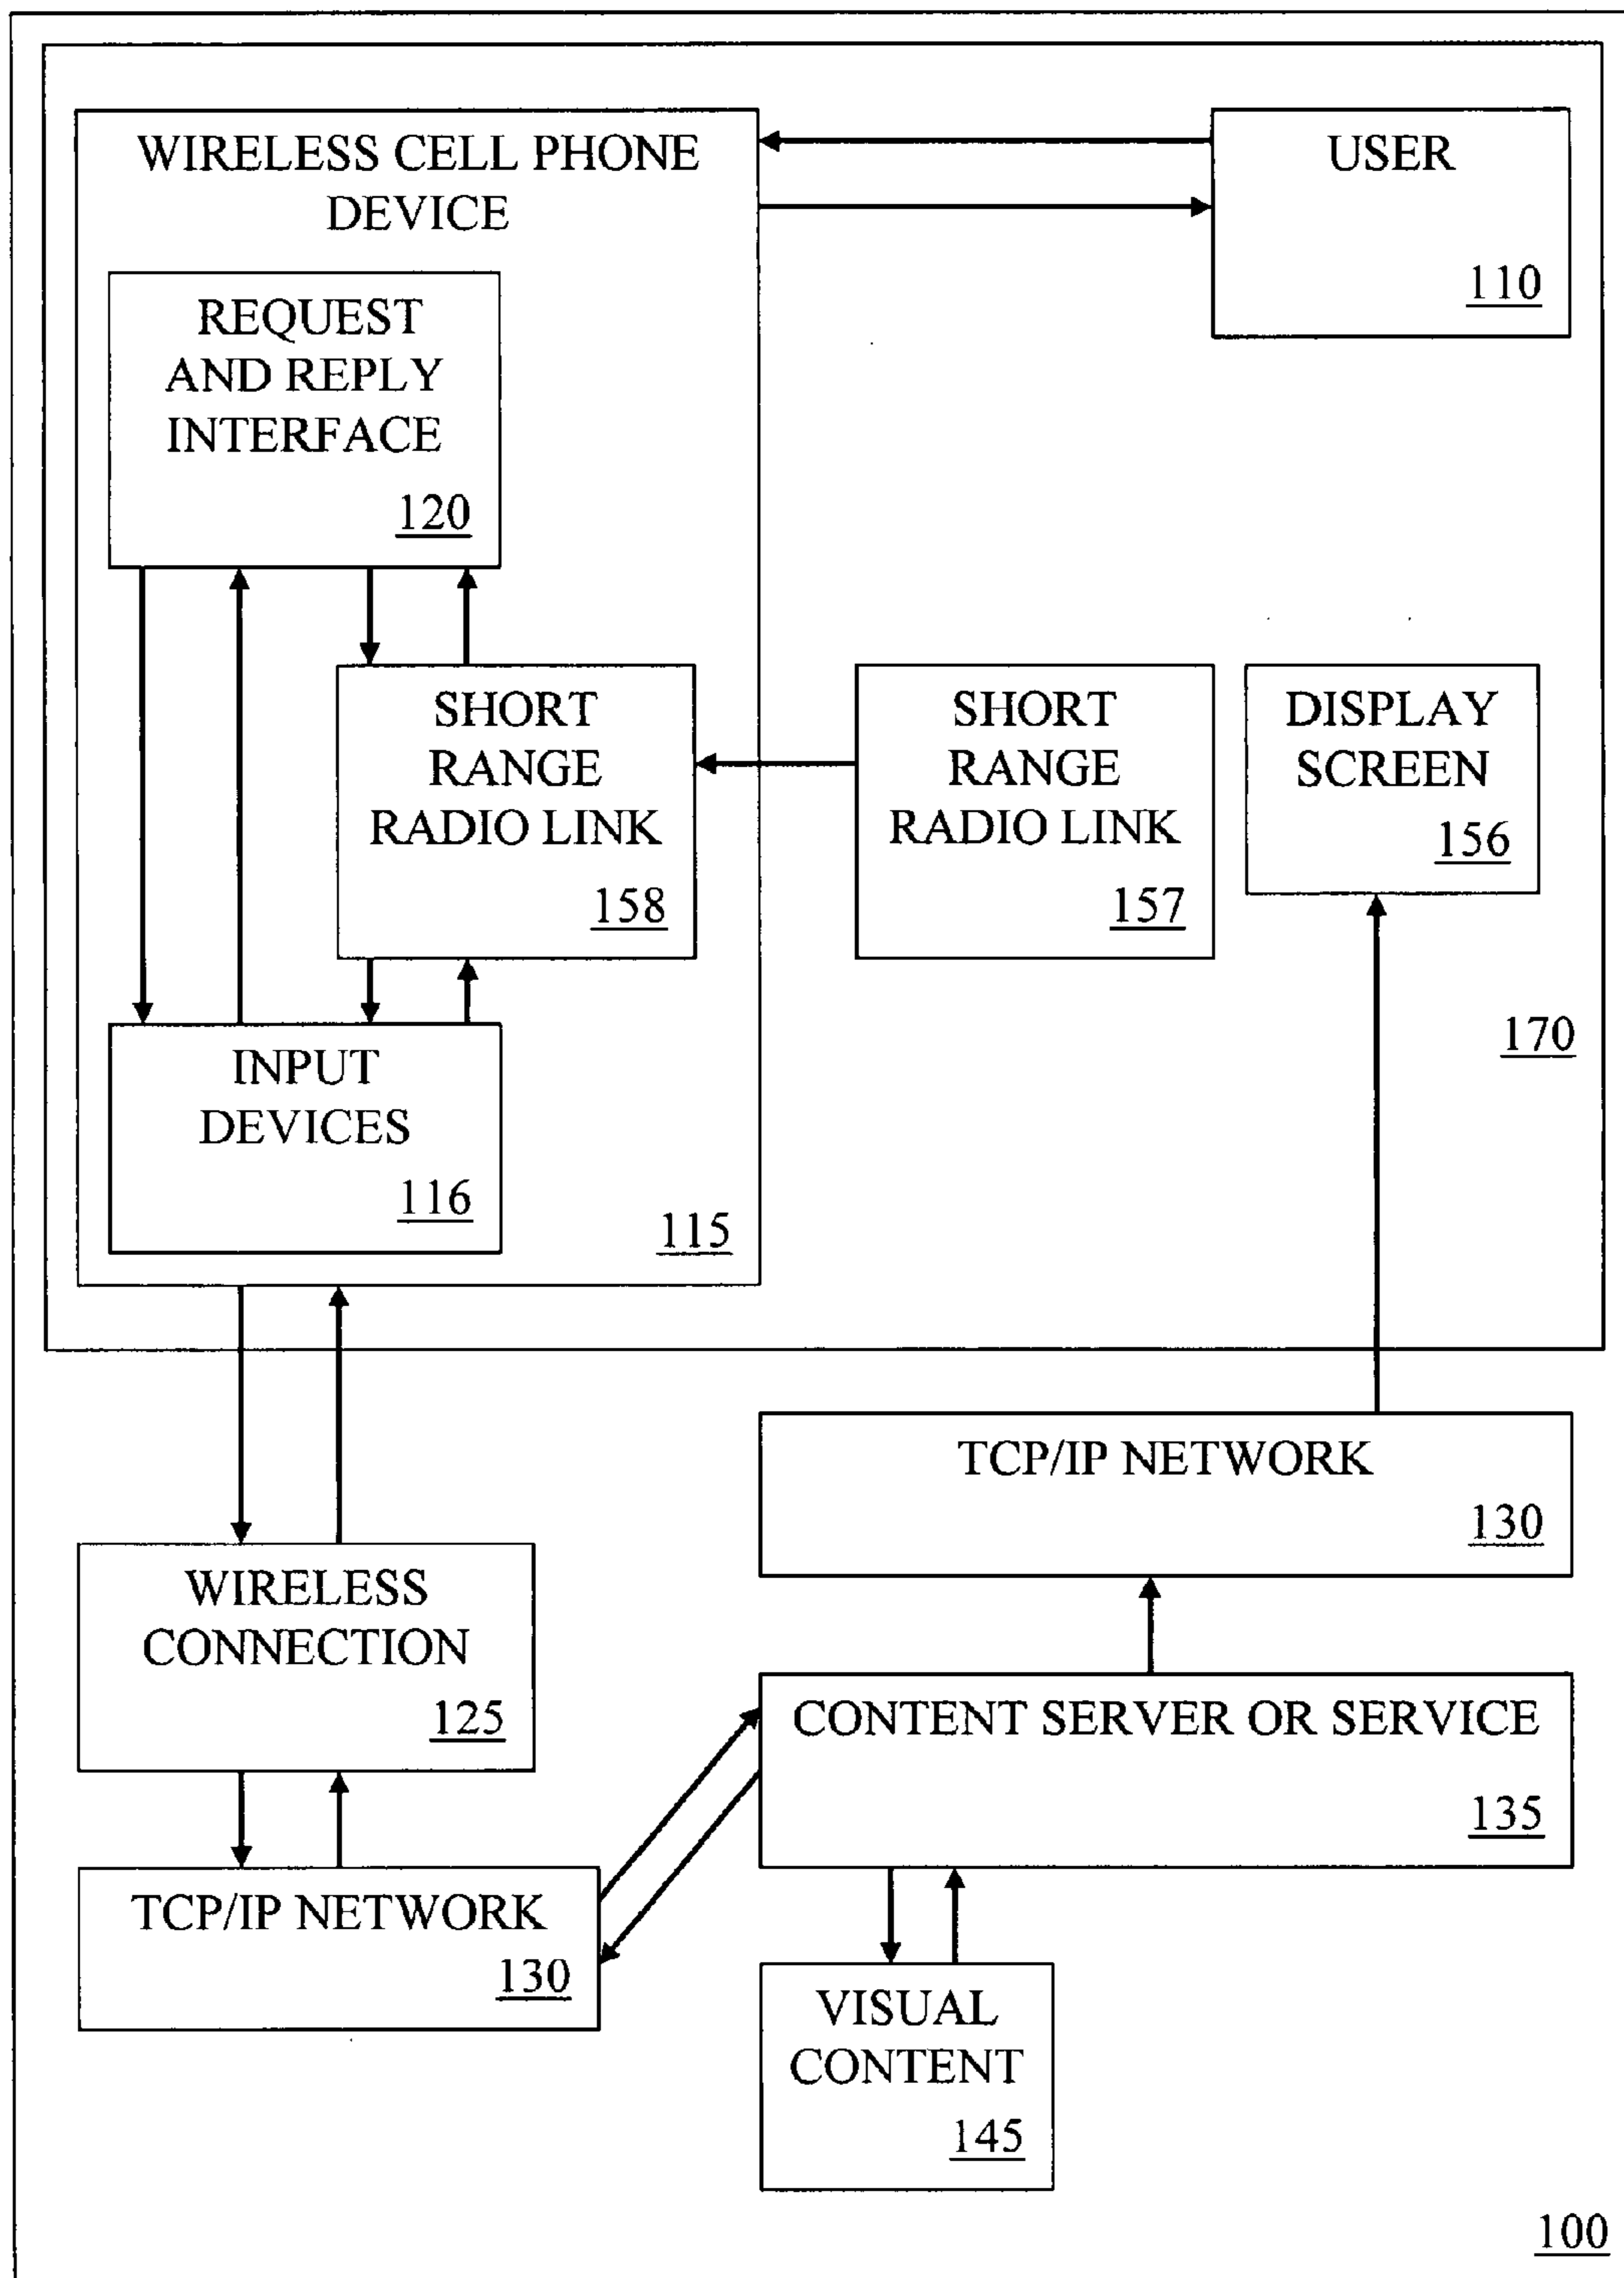 WIRELESS CELL PHONE
DEVICE
USER
110
REQUEST
AND REPLY
INTERFACE
120
SHORT
RANGE
RADIO LINK
158
SHORT
RANGE
RADIO LINK
157
DISPLAY
SCREEN
156
INPUT
DEVICES
116
115
170
TCP/IP NETWORK
130
WIRELESS
CONNECTION
125
CONTENT SERVER OR SERVICE
135
TCP/IP NETWORK
130
VISUAL
CONTENT
145
100